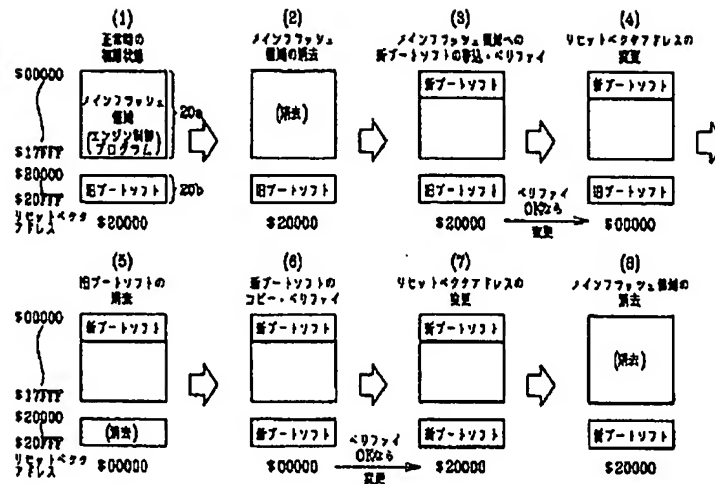 (1)
正常時の
初期状態
(2)
メインフラッシュ
領域の消去
(3)
メインフラッシュ領域への
新ブートソフトの書込・ベリファイ
(4)
リセットベクタアドレスの
変更
$00000
$17FFF
$20000
$20FFF
リセットベクタ
アドレス
メインフラッシュ
領域
(エンジン制御
プログラム)
20a
旧ブートソフト
20b
$20000
(消去)
旧ブートソフト
$20000
新ブートソフト
旧ブートソフト
$20000
ベリファイ
OKなら
変更
新ブートソフト
旧ブートソフト
$00000
(5)
旧ブートソフトの
消去
(6)
新ブートソフトの
コピー・ベリファイ
(7)
リセットベクタアドレスの
変更
(8)
メインフラッシュ領域の
消去
$00000
$17FFF
$20000
$20FFF
リセットベクタ
アドレス
新ブートソフト
(消去)
$00000
新ブートソフト
新ブートソフト
$00000
ベリファイ
OKなら
変更
新ブートソフト
新ブートソフト
$20000
(消去)
新ブートソフト
$20000